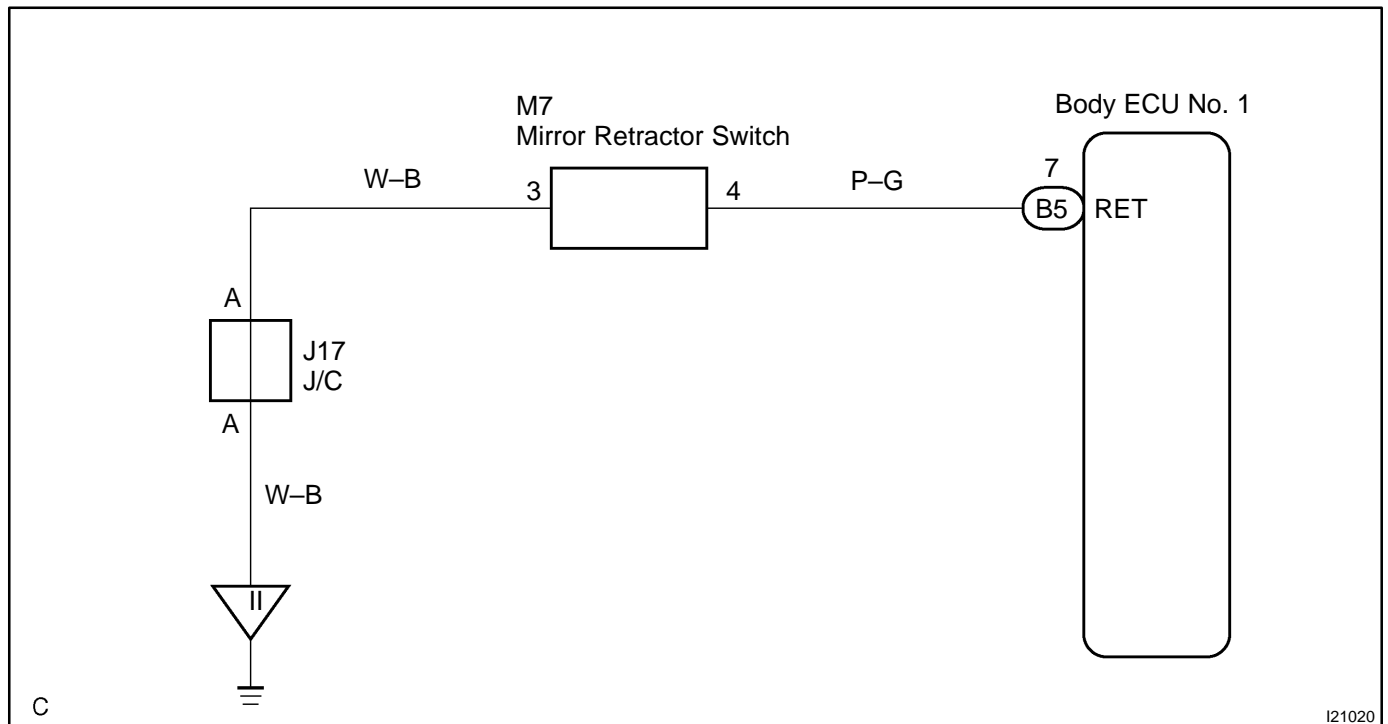 M7
Mirror Retractor Switch
Body ECU No. 1
W–B
3
4
P–G
7
B5
RET
A
J17
J/C
A
W–B
II
C
I21020